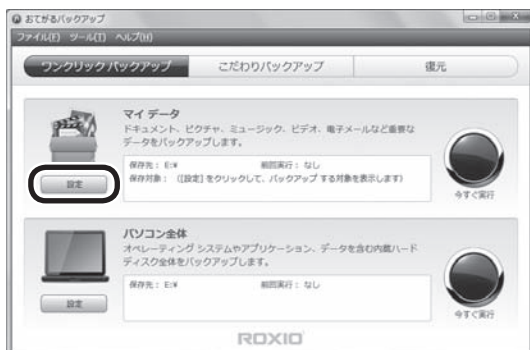 おてがるバックアップ
ファイル(F) ツール(T) ヘルプ(H)
ワンクリック バックアップ こだわりバックアップ 復元
マイ データ
ドキュメント、ピクチャ、ミュージック、ビデオ、電子メールなど重要な
データをバックアップします。
設定
保存先： E:¥ 前回実行： なし
保存対象： （[設定] をクリックして、バックアップ する対象を表示します）
今すぐ実行
パソコン全体
オペレーティング システムやアプリケーション、データを含む内蔵ハード
ディスク全体をバックアップします。
設定
保存先： E:¥ 前回実行： なし
今すぐ実行
ROXIO